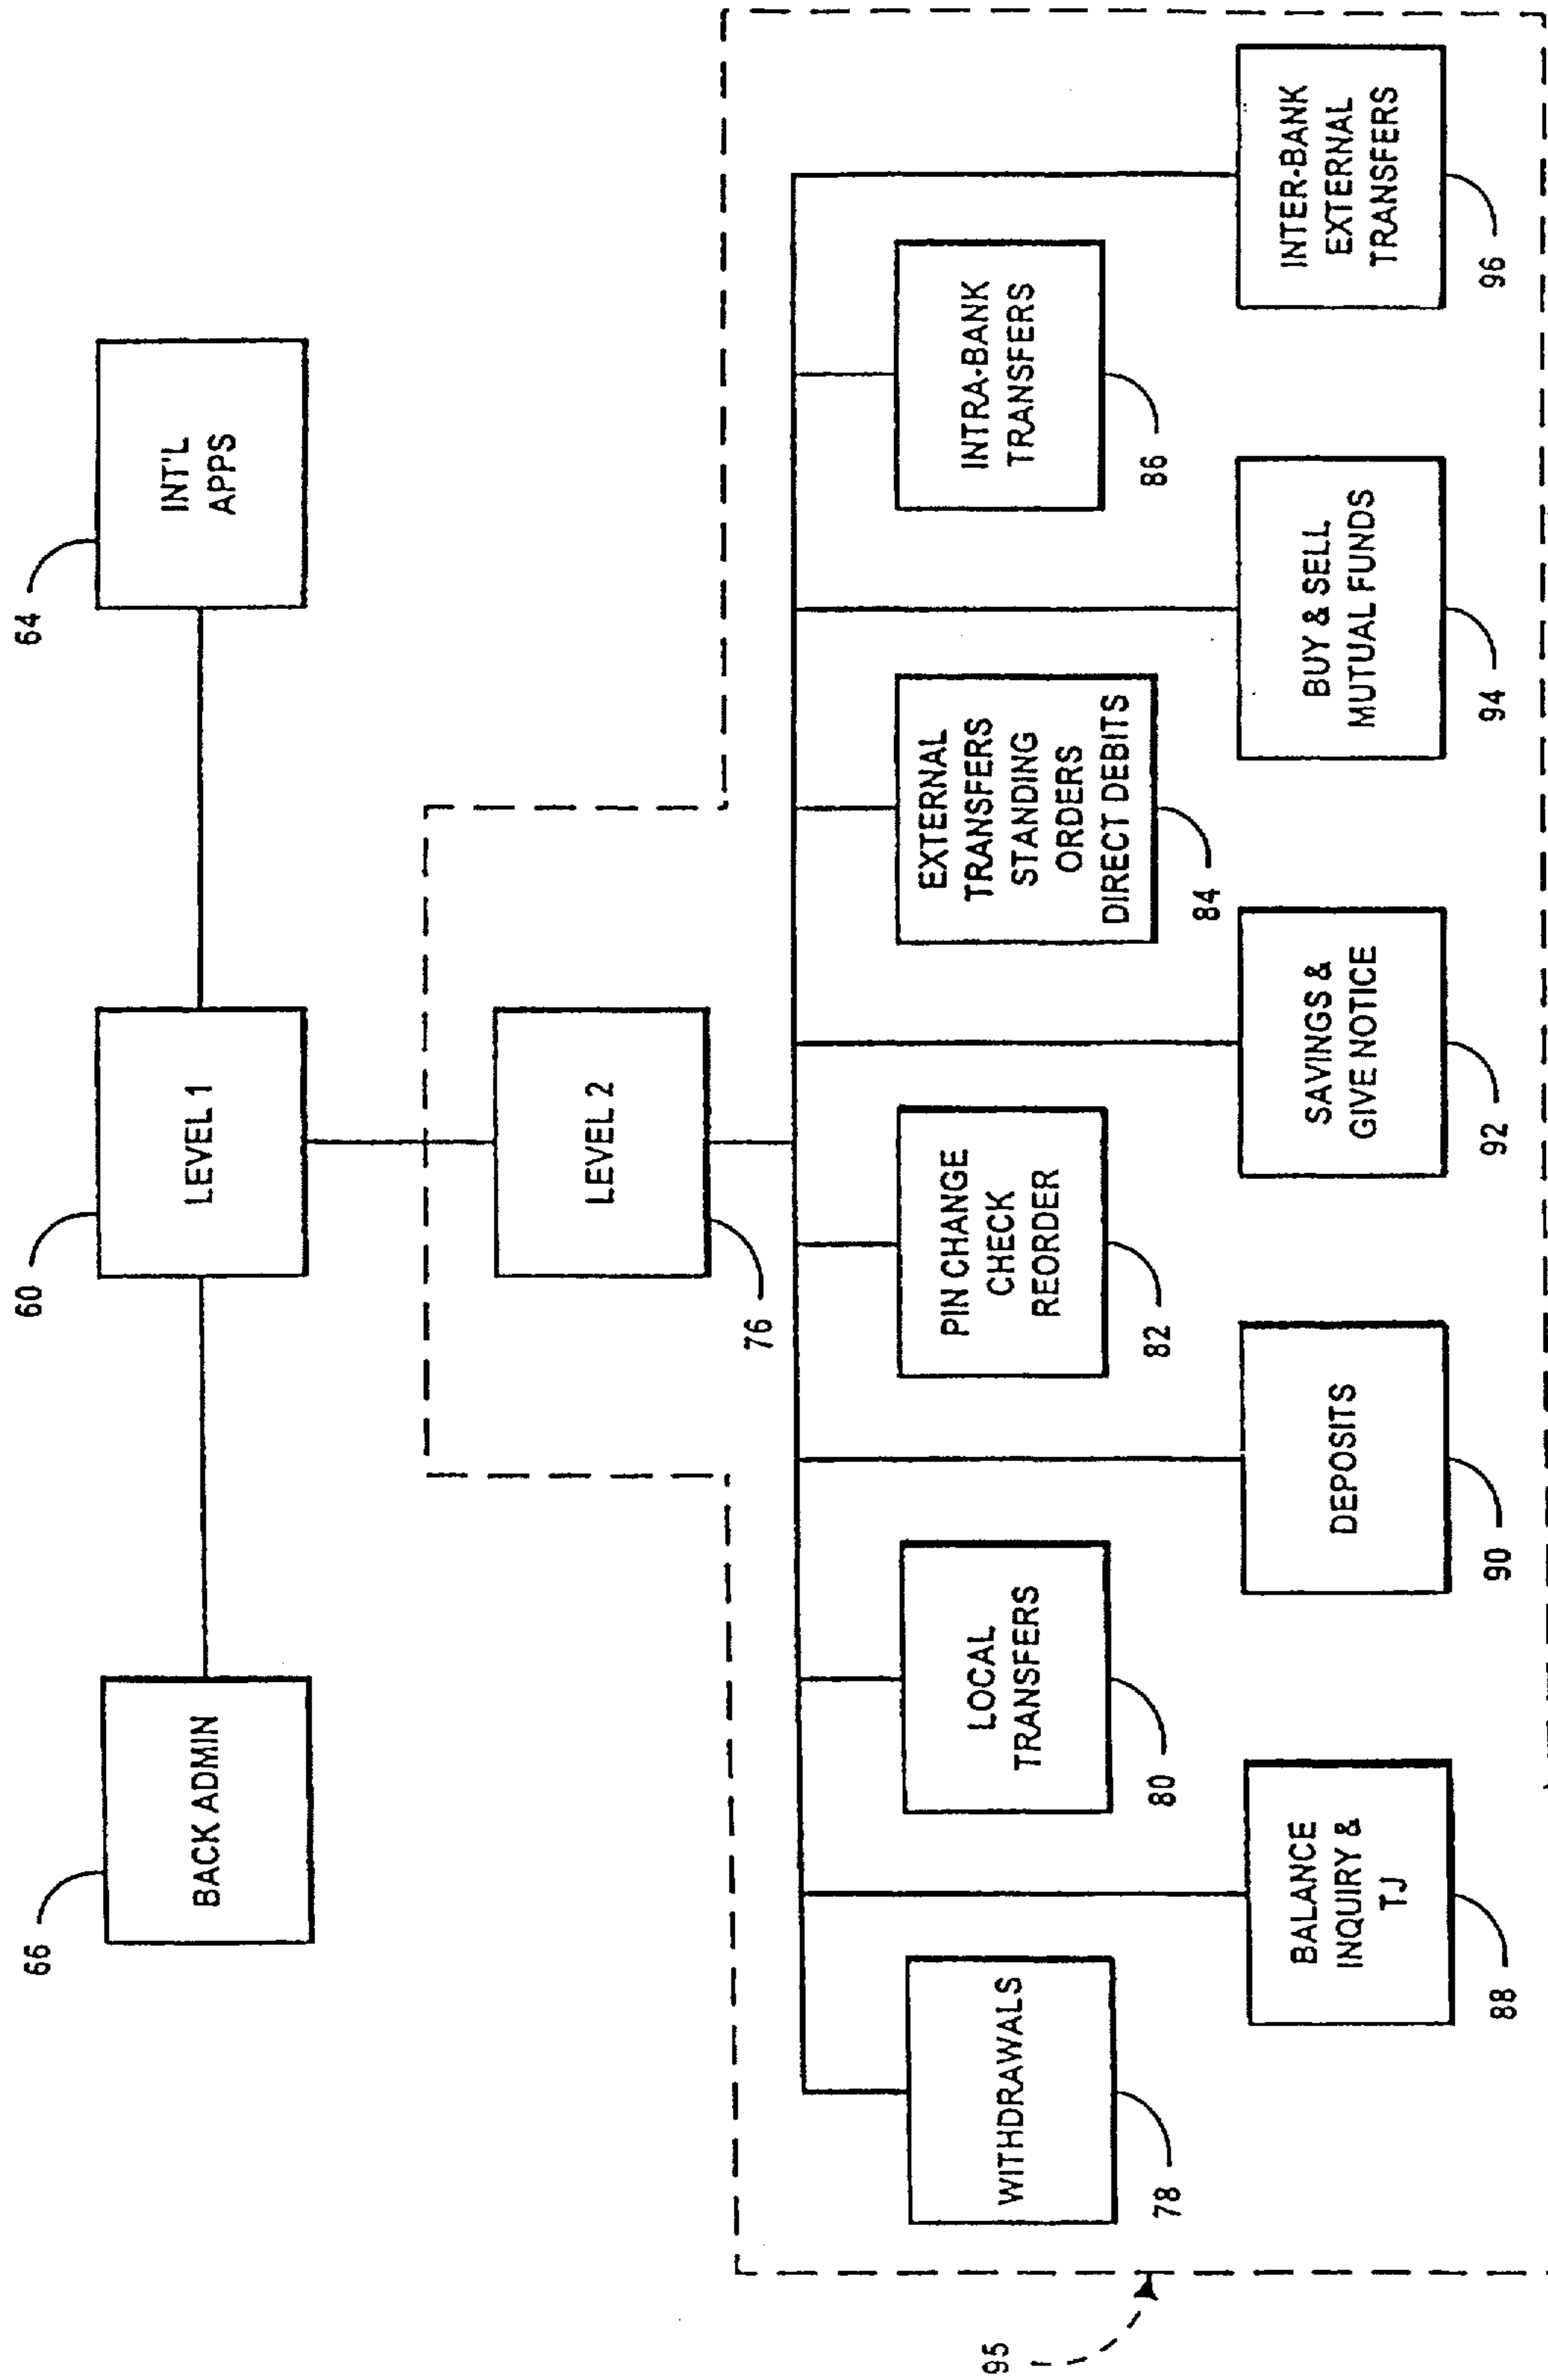 66
BACK ADMIN
60
LEVEL 1
64
INT'L
APPS
LEVEL 2
76
95
WITHDRAWALS
78
LOCAL
TRANSFERS
80
PIN CHANGE
CHECK
REORDER
82
EXTERNAL
TRANSFERS
STANDING
ORDERS
DIRECT DEBITS
84
INTRA-BANK
TRANSFERS
86
BALANCE
INQUIRY &
TJ
88
DEPOSITS
90
SAVINGS &
GIVE NOTICE
92
BUY & SELL
MUTUAL FUNDS
94
INTER-BANK
EXTERNAL
TRANSFERS
96